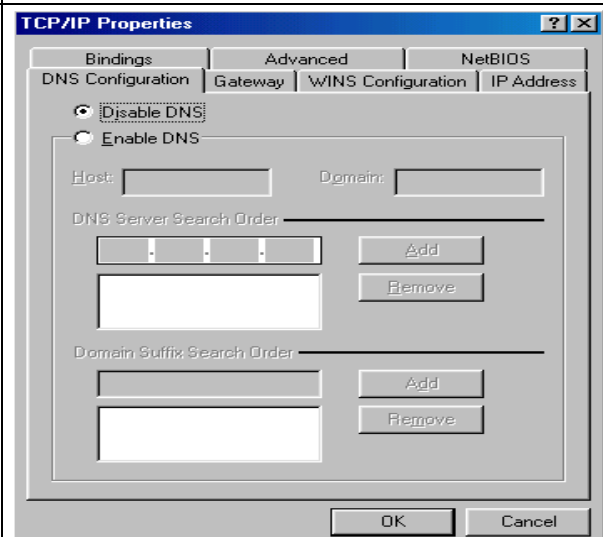 TCP/IP Properties
Bindings Advanced NetBIOS
DNS Configuration Gateway WINS Configuration IP Address
Disable DNS
Enable DNS
Host: Domain:
DNS Server Search Order
Add
Remove
Domain Suffix Search Order
Add
Remove
OK Cancel